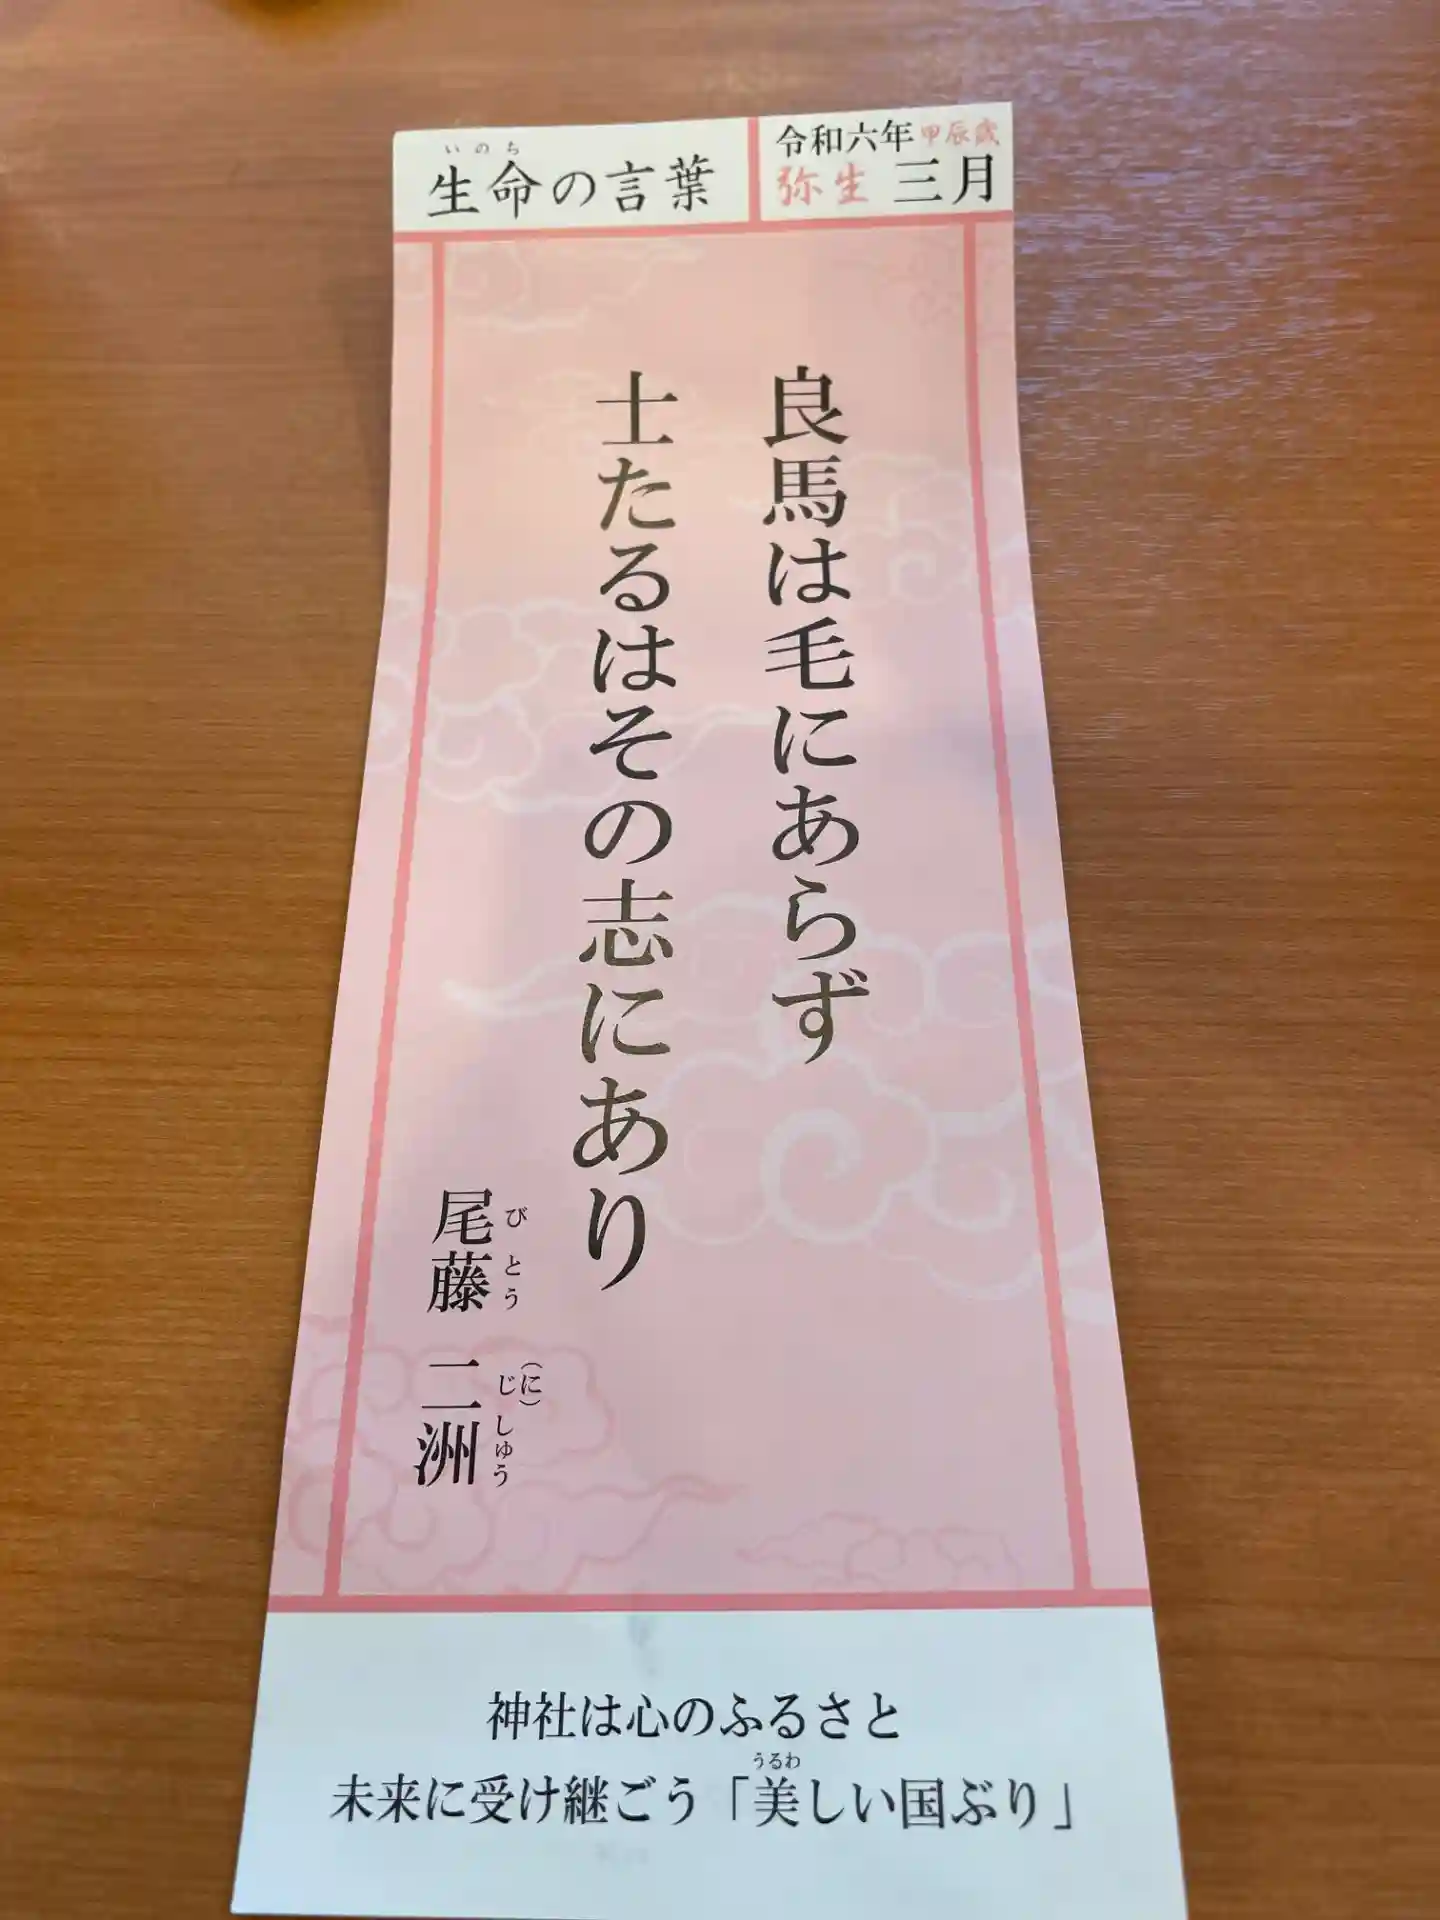 いのち
生命の言葉
令和六年 甲辰歳
弥生 三月
良馬は毛にあらず
士たるはその志にあり
びとう (に)じしゅう
尾藤 二洲
神社は心のふるさと
うるわ
未来に受け継ごう「美しい国ぶり」